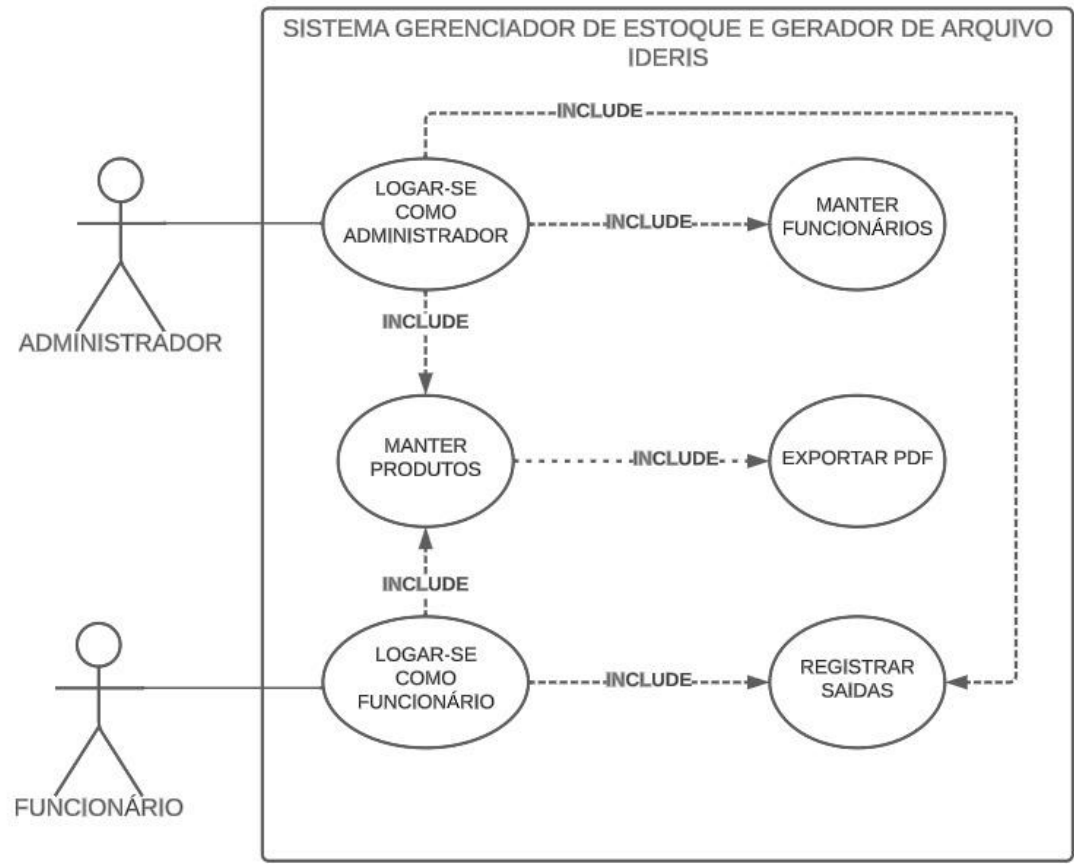 SISTEMA GERENCIADOR DE ESTOQUE E GERADOR DE ARQUIVO
IDERIS
INCLUDE
LOGAR-SE
COMO
ADMINISTRADOR
INCLUDE
MANTER
FUNCIONÁRIOS
ADMINISTRADOR
INCLUDE
MANTER
PRODUTOS
INCLUDE
EXPORTAR PDF
INCLUDE
LOGAR-SE
COMO
FUNCIONÁRIO
INCLUDE
REGISTRAR
SAÍDAS
FUNCIONÁRIO